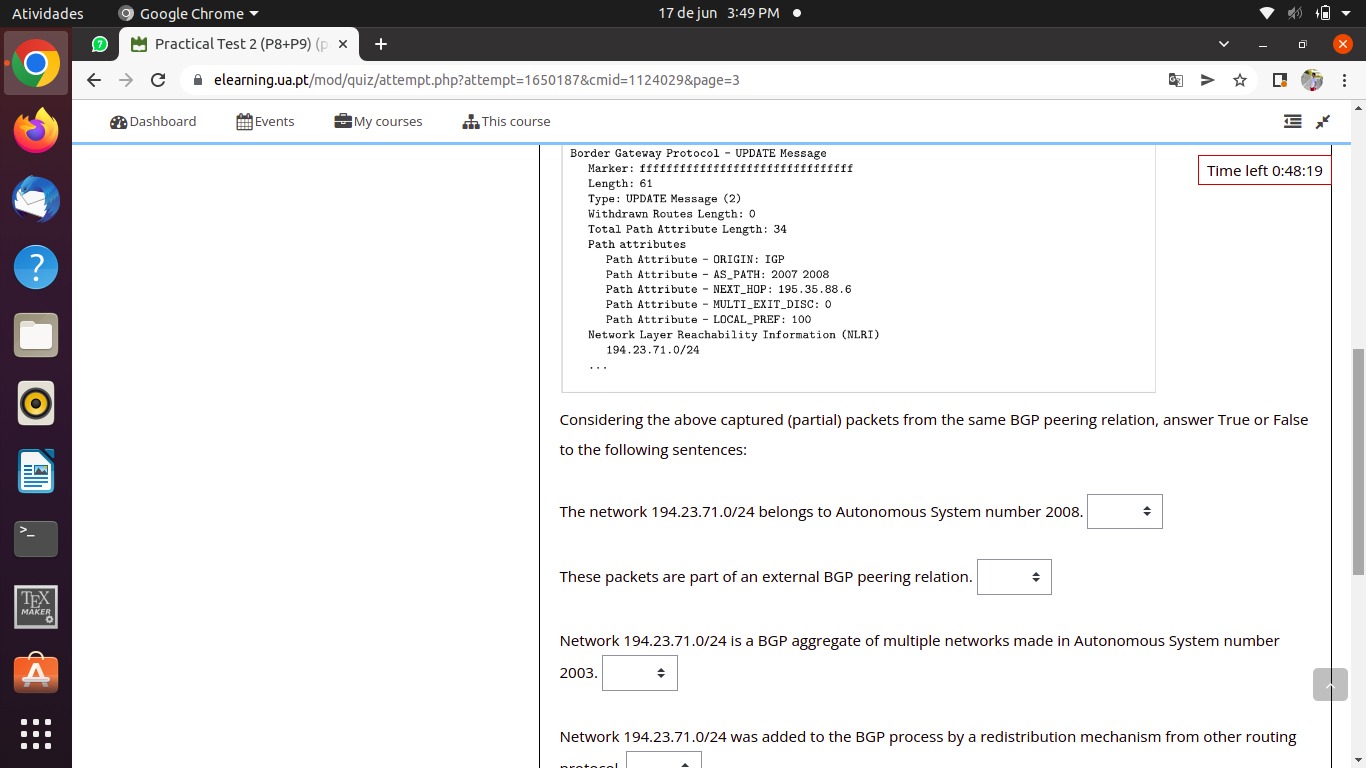 Atividades
Google Chrome
17 de jun 3:49 PM
7
Practical Test 2 (P8+P9) (p
elearning.ua.pt/mod/quiz/attempt.php?attempt=1650187&cmid=1124029&page=3
Dashboard
Events
My courses
This course
Time left 0:48:19
Border Gateway Protocol - UPDATE Message
Marker: ffffffffffffffffffffffffffffffff
Length: 61
Type: UPDATE Message (2)
Withdrawn Routes Length: 0
Total Path Attribute Length: 34
Path attributes
Path Attribute - ORIGIN: IGP
Path Attribute - AS_PATH: 2007 2008
Path Attribute - NEXT_HOP: 195.35.88.6
Path Attribute - MULTI_EXIT_DISC: 0
Path Attribute - LOCAL_PREF: 100
Network Layer Reachability Information (NLRI)
194.23.71.0/24
...
Considering the above captured (partial) packets from the same BGP peering relation, answer True or False
to the following sentences:
The network 194.23.71.0/24 belongs to Autonomous System number 2008.
These packets are part of an external BGP peering relation.
Network 194.23.71.0/24 is a BGP aggregate of multiple networks made in Autonomous System number
2003.
Network 194.23.71.0/24 was added to the BGP process by a redistribution mechanism from other routing
protocol.
?
>_
TEX
MAKER
A